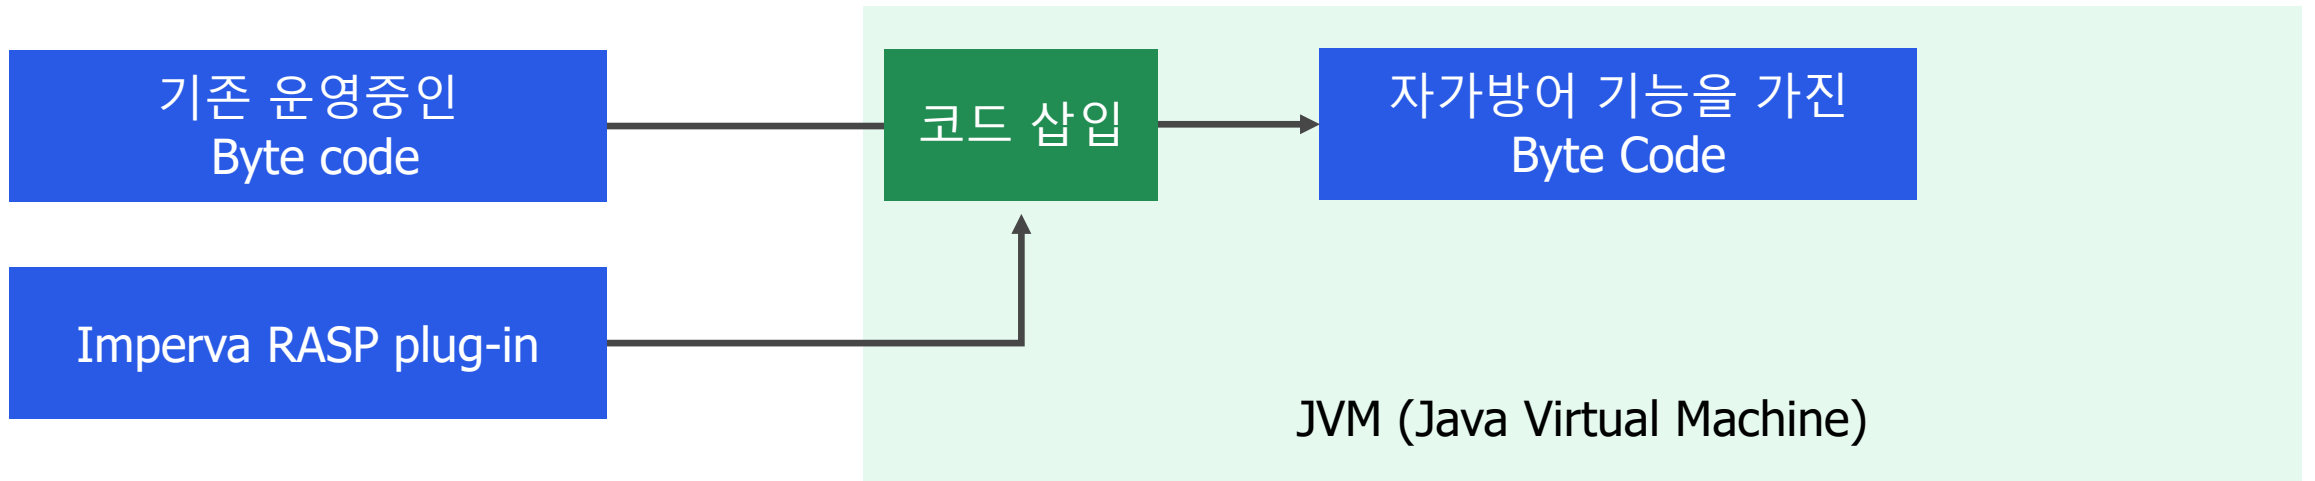 기존 운영중인
Byte code
코드 삽입
자가방어 기능을 가진
Byte Code
Imperva RASP plug-in
JVM (Java Virtual Machine)